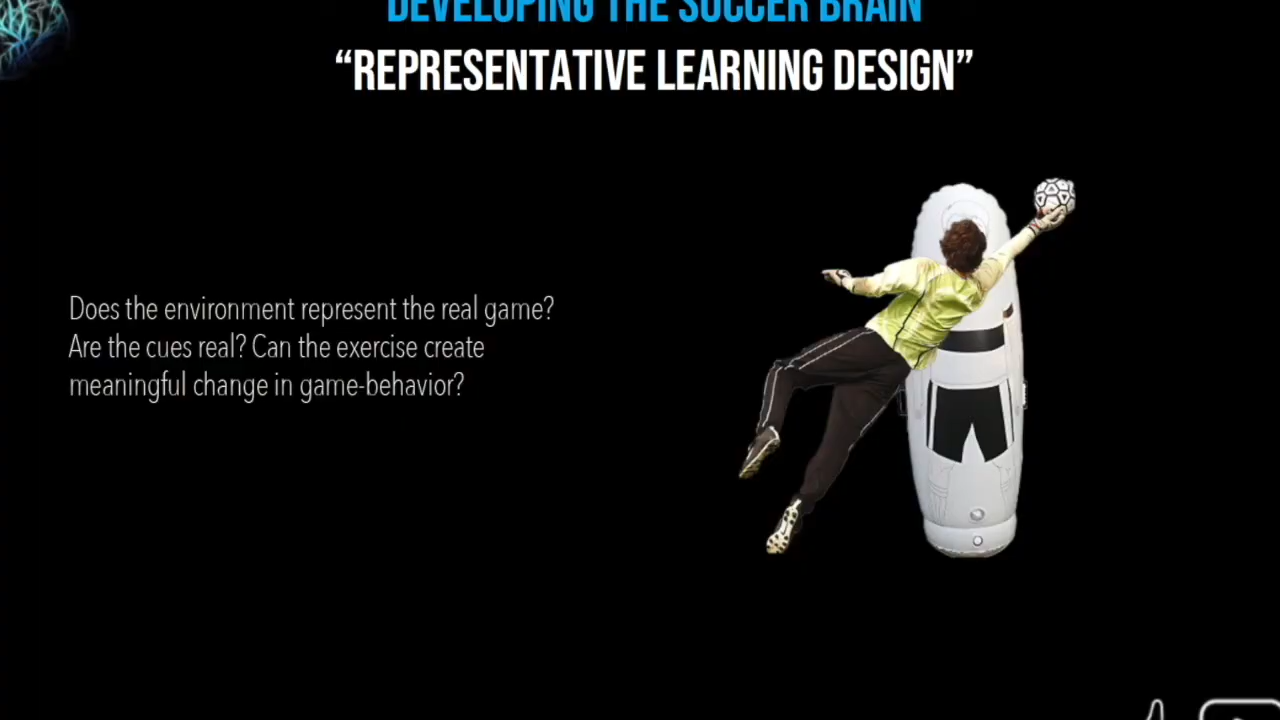 DEVELOPING THE SOCCER BRAIN
“REPRESENTATIVE LEARNING DESIGN”
Does the environment represent the real game?
Are the cues real? Can the exercise create
meaningful change in game-behavior?